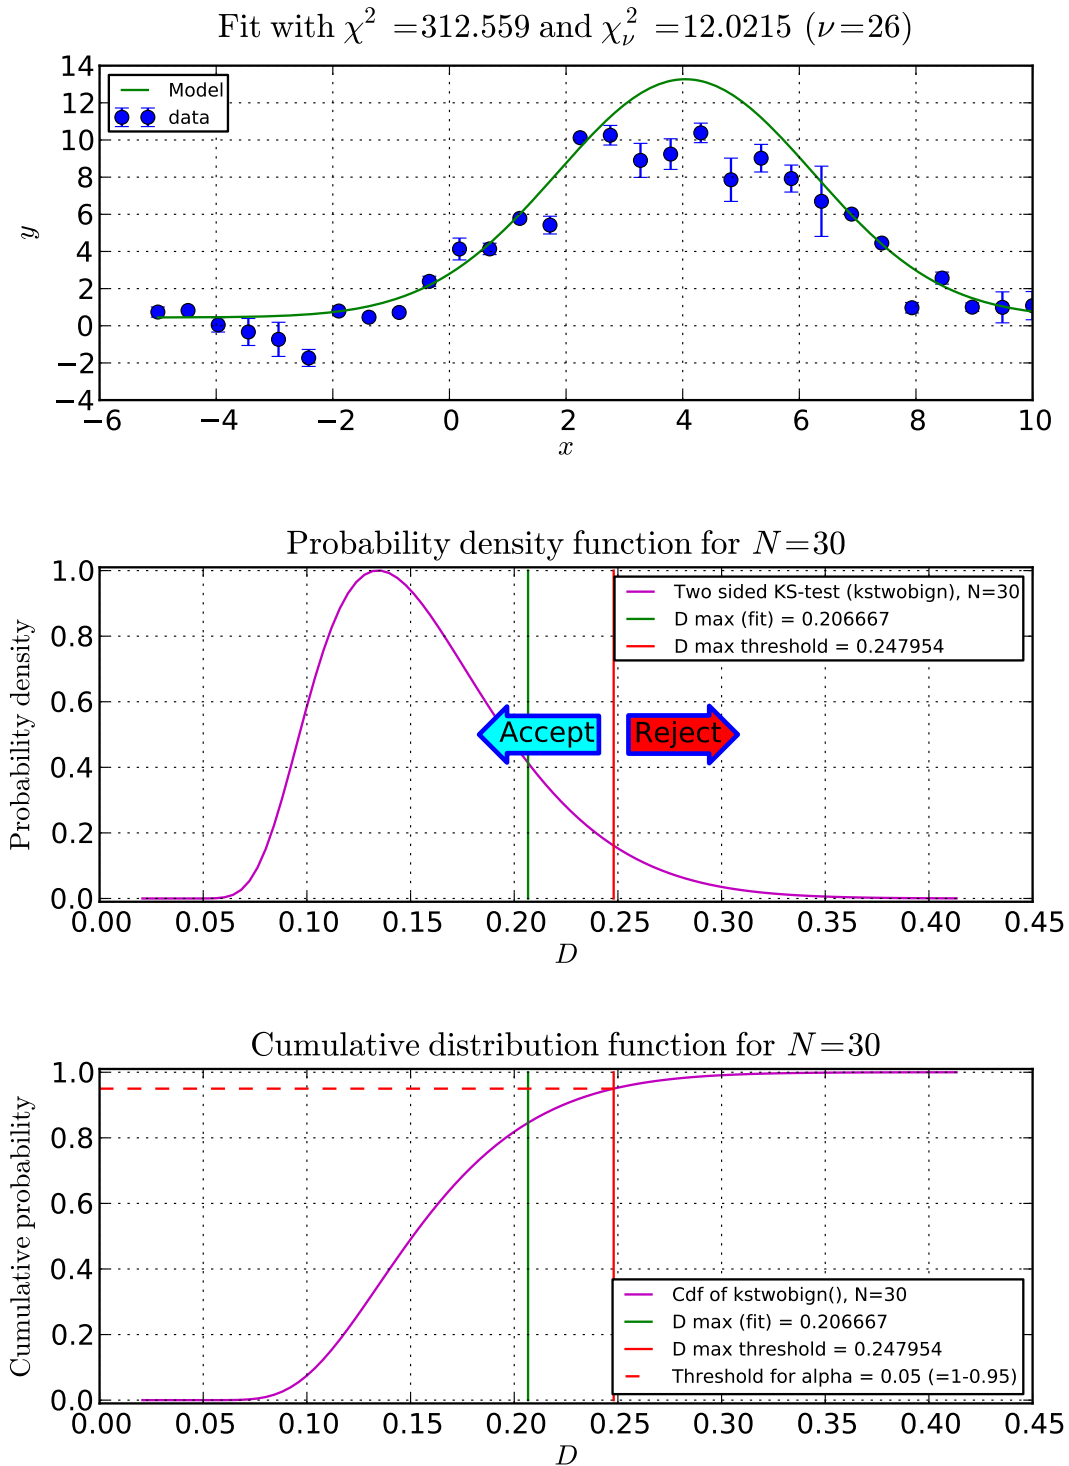 Fit with χ² =312.559 and χ²ᵥ =12.0215 (ν=26)
14
12
10
8
6
4
2
0
−2
−4
y
Model
data
−6 −4 −2 0 2 4 6 8 10
x
Probability density function for N=30
1.0
0.8
0.6
0.4
0.2
0.0
Probability density
Two sided KS-test (kstwobign), N=30
D max (fit) = 0.206667
D max threshold = 0.247954
Accept
Reject
0.00 0.05 0.10 0.15 0.20 0.25 0.30 0.35 0.40 0.45
D
Cumulative distribution function for N=30
1.0
0.8
0.6
0.4
0.2
0.0
Cumulative probability
Cdf of kstwobign(), N=30
D max (fit) = 0.206667
D max threshold = 0.247954
Threshold for alpha = 0.05 (=1-0.95)
0.00 0.05 0.10 0.15 0.20 0.25 0.30 0.35 0.40 0.45
D